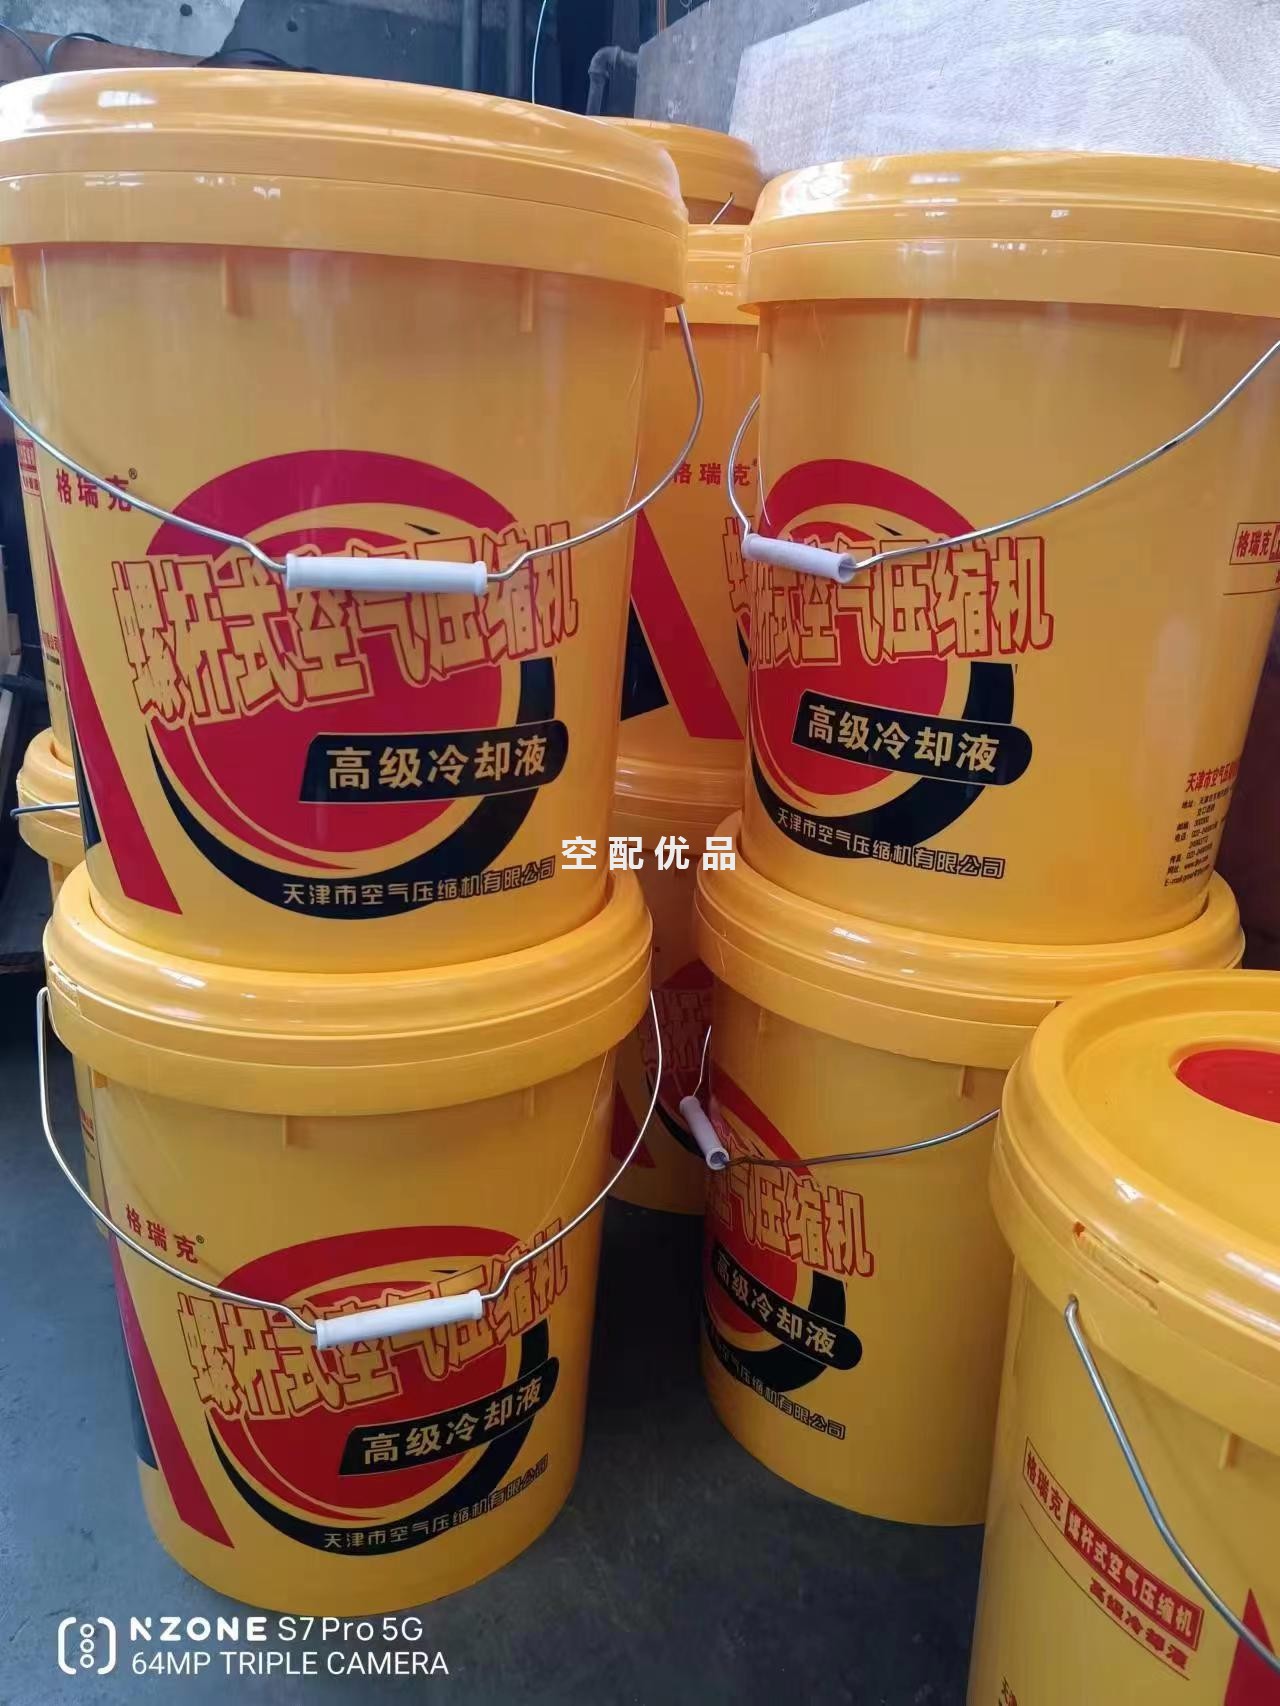 格瑞克®
螺杆式空气压缩机
高级冷却液
天津市空气压缩机有限公司
格瑞克
螺杆式空气压缩机
高级冷却液
天津市空气压缩机有限公司
格瑞克
天津市空气压
空配优品
格瑞克®
螺杆式空气压缩机
高级冷却液
天津市空气压缩机有限公司
气压缩机
高级冷却液
空气压缩机有限公司
格瑞克 螺杆式空气压缩机
高级冷却液
NZONE S7 Pro 5G
64MP TRIPLE CAMERA